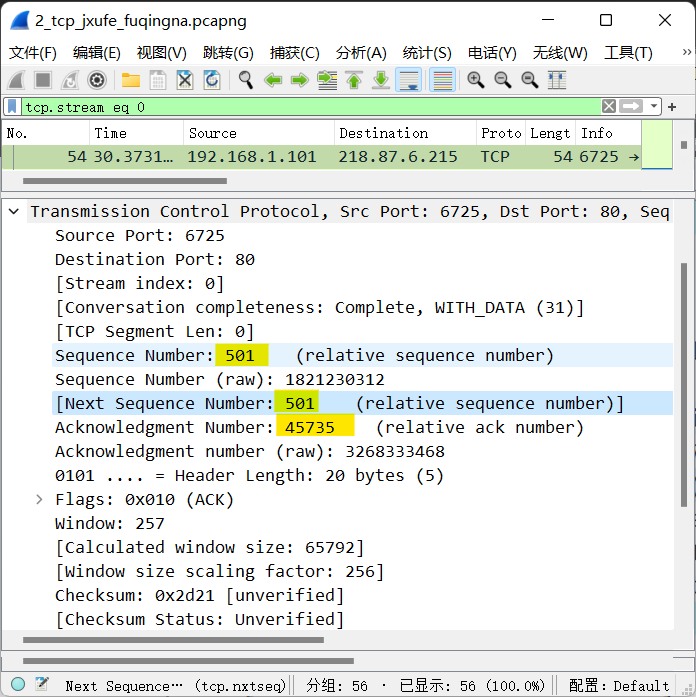 2_tcp_jxufe_fuqingna.pcapng
文件(F) 编辑(E) 视图(V) 跳转(G) 捕获(C) 分析(A) 统计(S) 电话(Y) 无线(W) 工具(T) »
tcp.stream eq 0
No. Time Source Destination Proto Lengt Info
54 30.3731… 192.168.1.101 218.87.6.215 TCP 54 6725 →
Transmission Control Protocol, Src Port: 6725, Dst Port: 80, Seq
Source Port: 6725
Destination Port: 80
[Stream index: 0]
[Conversation completeness: Complete, WITH_DATA (31)]
[TCP Segment Len: 0]
Sequence Number: 501 (relative sequence number)
Sequence Number (raw): 1821230312
[Next Sequence Number: 501 (relative sequence number)]
Acknowledgment Number: 45735 (relative ack number)
Acknowledgment number (raw): 3268333468
0101 .... = Header Length: 20 bytes (5)
Flags: 0x010 (ACK)
Window: 257
[Calculated window size: 65792]
[Window size scaling factor: 256]
Checksum: 0x2d21 [unverified]
[Checksum Status: Unverified]
Next Sequence… (tcp.nxtseq) 分组: 56 · 已显示: 56 (100.0%) 配置：Default